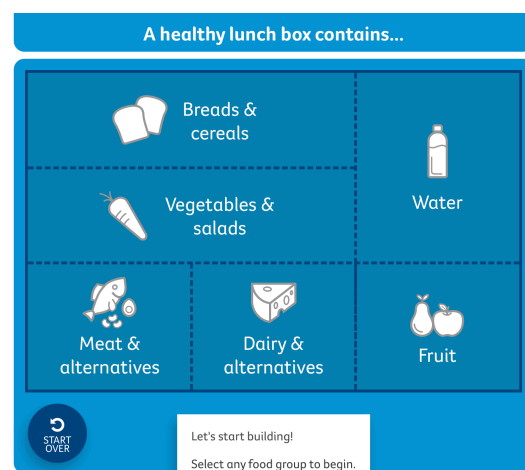 A healthy lunch box contains...
Breads &
cereals
Vegetables &
salads
Water
Meat &
alternatives
Dairy &
alternatives
Fruit
START
OVER
Let's start building!
Select any food group to begin.